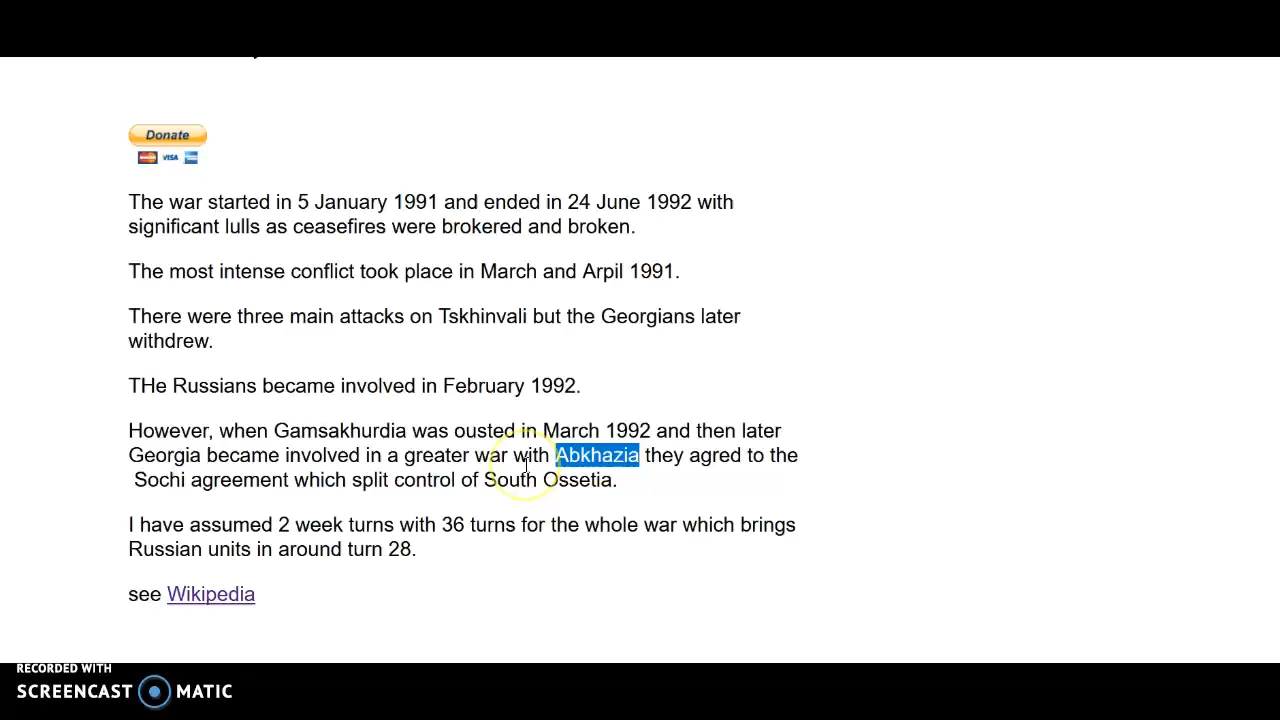 Donate
VISA
The war started in 5 January 1991 and ended in 24 June 1992 with
significant lulls as ceasefires were brokered and broken.
The most intense conflict took place in March and Arpil 1991.
There were three main attacks on Tskhinvali but the Georgians later
withdrew.
THe Russians became involved in February 1992.
However, when Gamsakhurdia was ousted in March 1992 and then later
Georgia became involved in a greater war with Abkhazia they agred to the
Sochi agreement which split control of South Ossetia.
I have assumed 2 week turns with 36 turns for the whole war which brings
Russian units in around turn 28.
see Wikipedia
RECORDED WITH
SCREENCAST MATIC